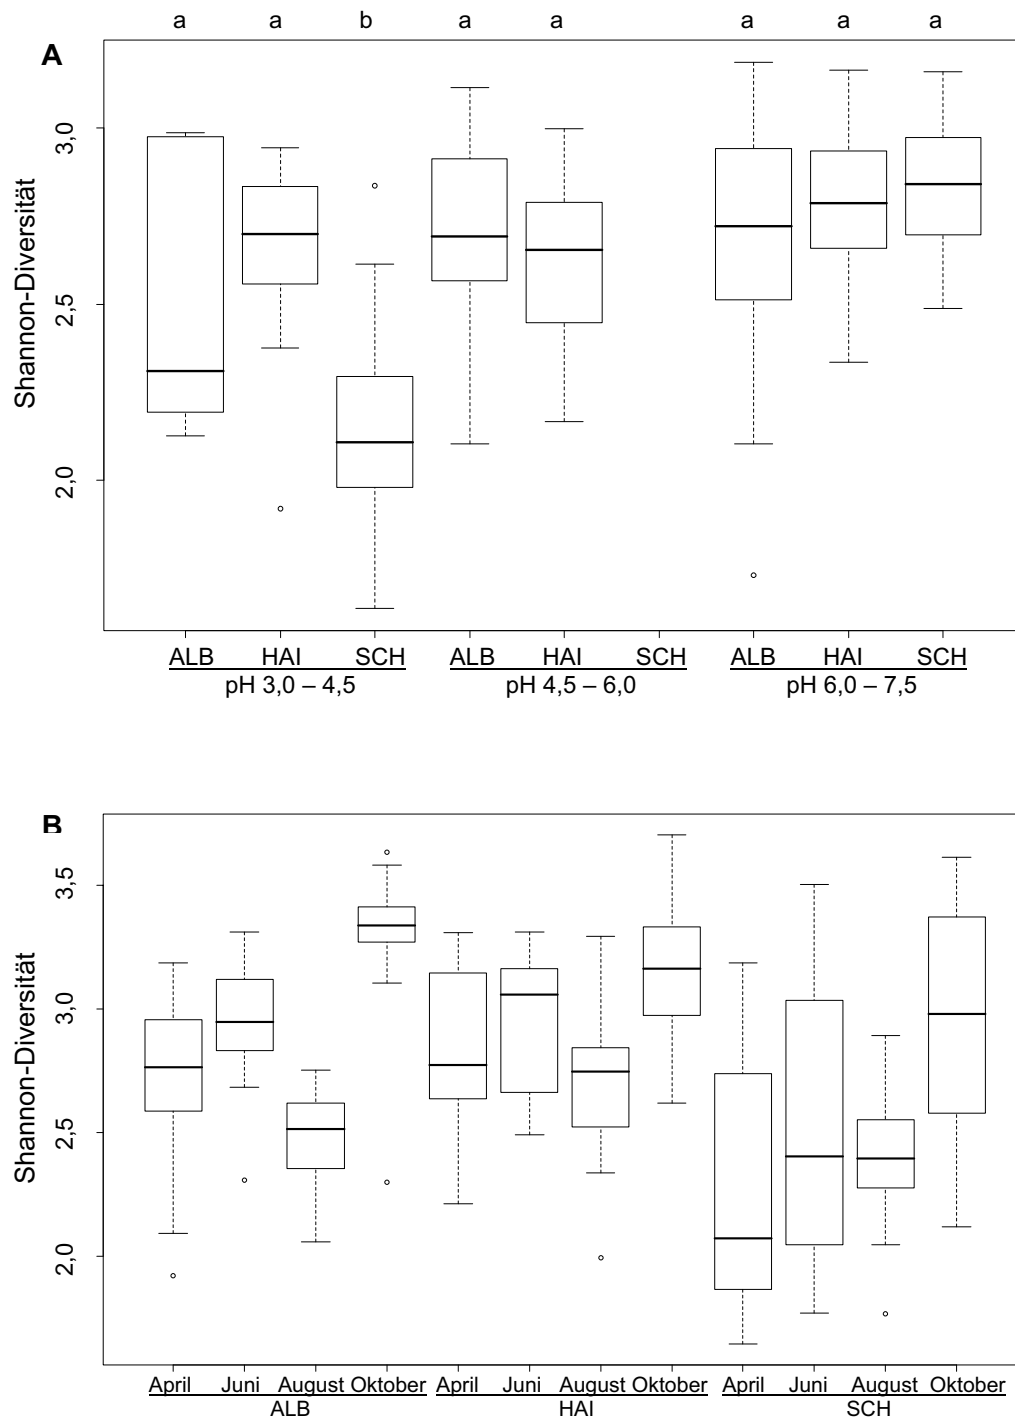 a a b a a a a a
A
3,0
2,5
2,0
Shannon-Diversität
ALB HAI SCH ALB HAI SCH ALB HAI SCH
pH 3,0 – 4,5 pH 4,5 – 6,0 pH 6,0 – 7,5
B
3,5
3,0
2,5
2,0
Shannon-Diversität
April Juni August Oktober April Juni August Oktober April Juni August Oktober
ALB HAI SCH